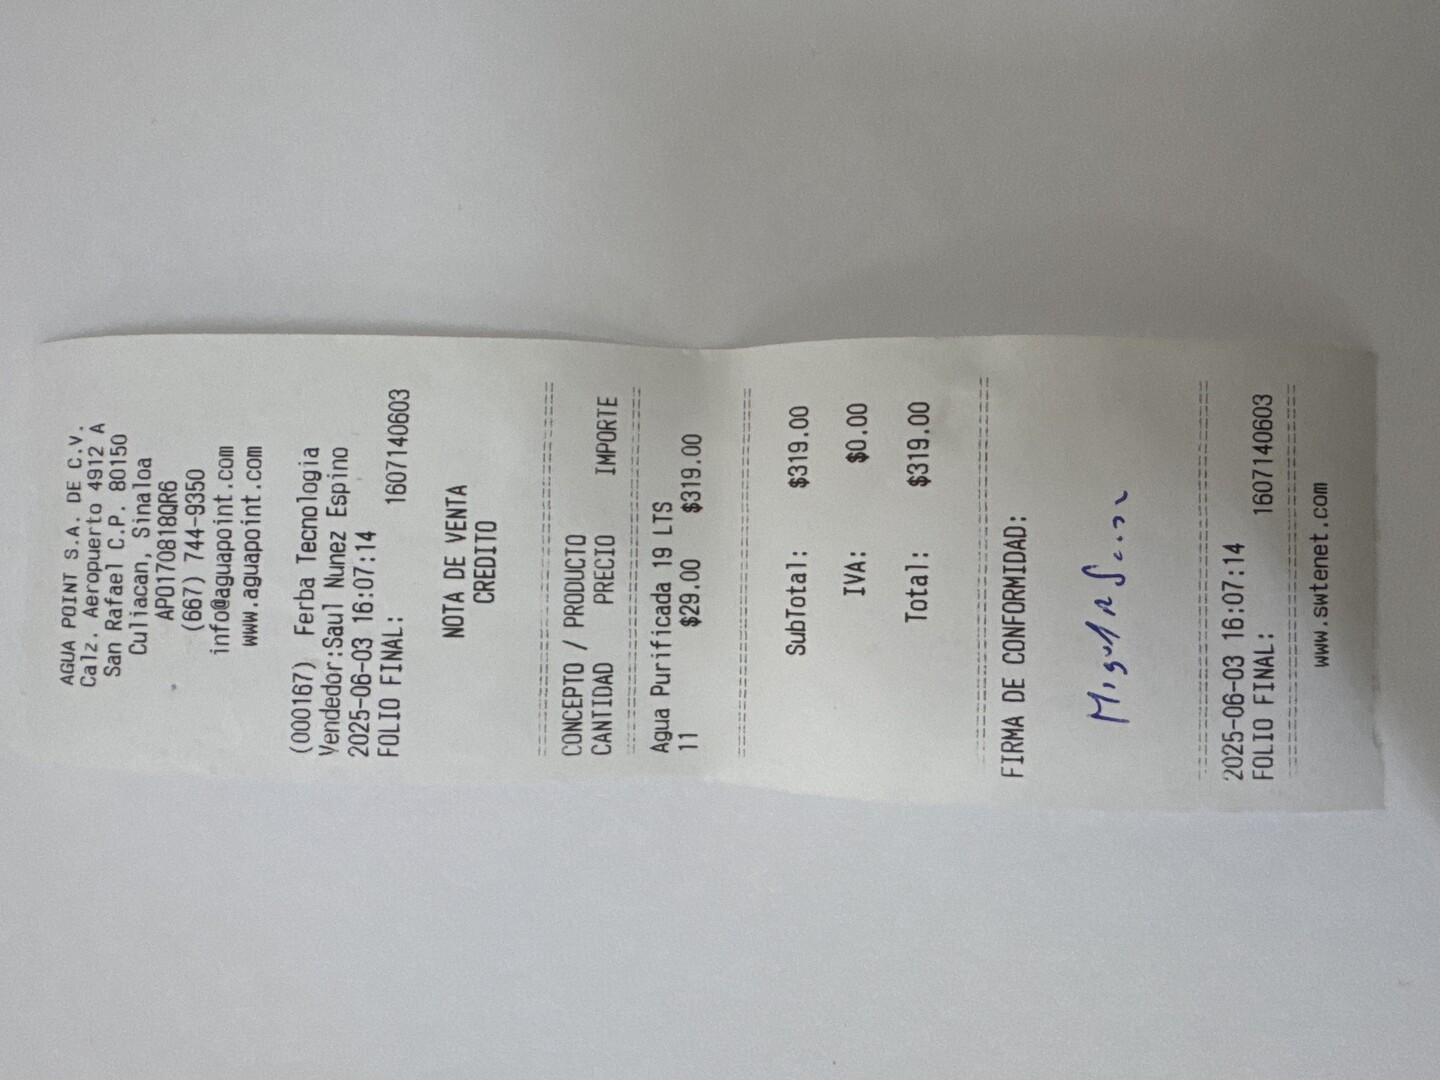 AGUA POINT S.A. DE C.V.
Calz. Aeropuerto 4912 A
San Rafael C.P. 80150
Culiacan, Sinaloa
APO170818QR6
(667) 744-9350
info@aguapoint.com
www.aguapoint.com
(000167) Ferba Tecnologia
Vendedor:Saul Nunez Espino
2025-06-03 16:07:14
FOLIO FINAL: 1607140603
NOTA DE VENTA
CREDITO
========================
CONCEPTO / PRODUCTO
CANTIDAD PRECIO IMPORTE
========================
Agua Purificada 19 LTS
11 $29.00 $319.00
========================
SubTotal: $319.00
IVA: $0.00
Total: $319.00
========================
FIRMA DE CONFORMIDAD:
Miguel
========================
2025-06-03 16:07:14
FOLIO FINAL: 1607140603
========================
www.swtenet.com